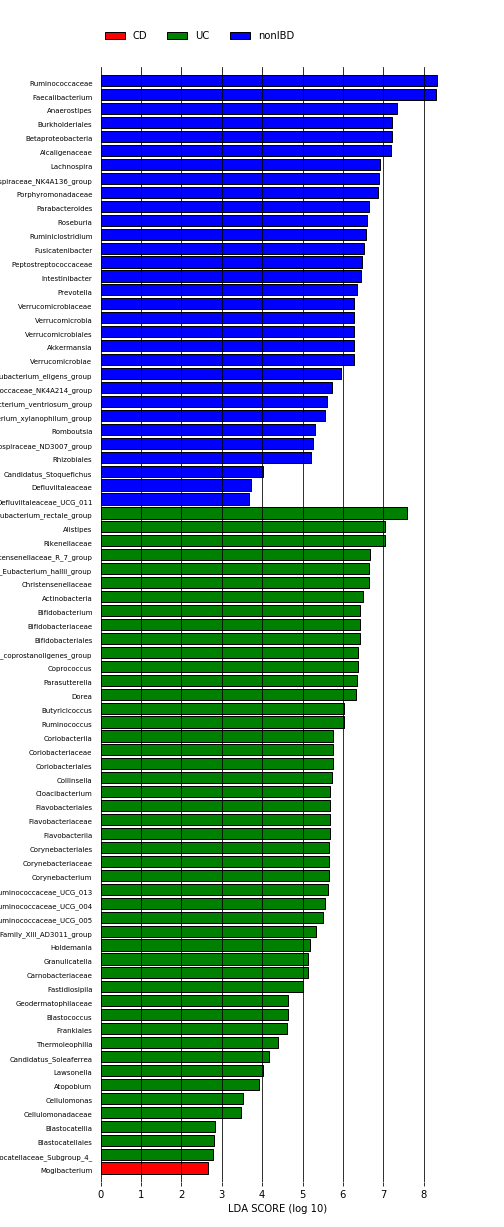 CD UC nonIBD
Ruminococcaceae
Faecalibacterium
Anaerostipes
Burkholderiales
Betaproteobacteria
Alcaligenaceae
Lachnospira
spiraceae_NK4A136_group
Porphyromonadaceae
Parabacteroides
Roseburia
Ruminiclostridium
Fusicatenibacter
Peptostreptococcaceae
Intestinibacter
Prevotella
Verrucomicrobiaceae
Verrucomicrobia
Verrucomicrobiales
Akkermansia
Verrucomicrobiae
ubacterium_eligens_group
occaceae_NK4A214_group
cterium_ventriosum_group
erium_xylanophilum_group
Romboutsia
ospiraceae_ND3007_group
Rhizobiales
Candidatus_Stoquefichus
Defluviitaleaceae
Defluviitaleaceae_UCG_011
ubacterium_rectale_group
Alistipes
Rikenellaceae
tensenellaceae_R_7_group
_Eubacterium_hallii_group
Christensenellaceae
Actinobacteria
Bifidobacterium
Bifidobacteriaceae
Bifidobacteriales
_coprostanoligenes_group
Coprococcus
Parasutterella
Dorea
Butyricicoccus
Ruminococcus
Coriobacteriia
Coriobacteriaceae
Coriobacteriales
Collinsella
Cloacibacterium
Flavobacteriales
Flavobacteriaceae
Flavobacteriia
Corynebacteriales
Corynebacteriaceae
Corynebacterium
uminococcaceae_UCG_013
uminococcaceae_UCG_004
uminococcaceae_UCG_005
Family_XIII_AD3011_group
Holdemania
Granulicatella
Carnobacteriaceae
Fastidiosipila
Geodermatophilaceae
Blastococcus
Frankiales
Thermoleophilia
Candidatus_Soleaferrea
Lawsonella
Atopobium
Cellulomonas
Cellulomonadaceae
Blastocatellia
Blastocatellales
ocatellaceae_Subgroup_4_
Mogibacterium
0 1 2 3 4 5 6 7 8
LDA SCORE (log 10)